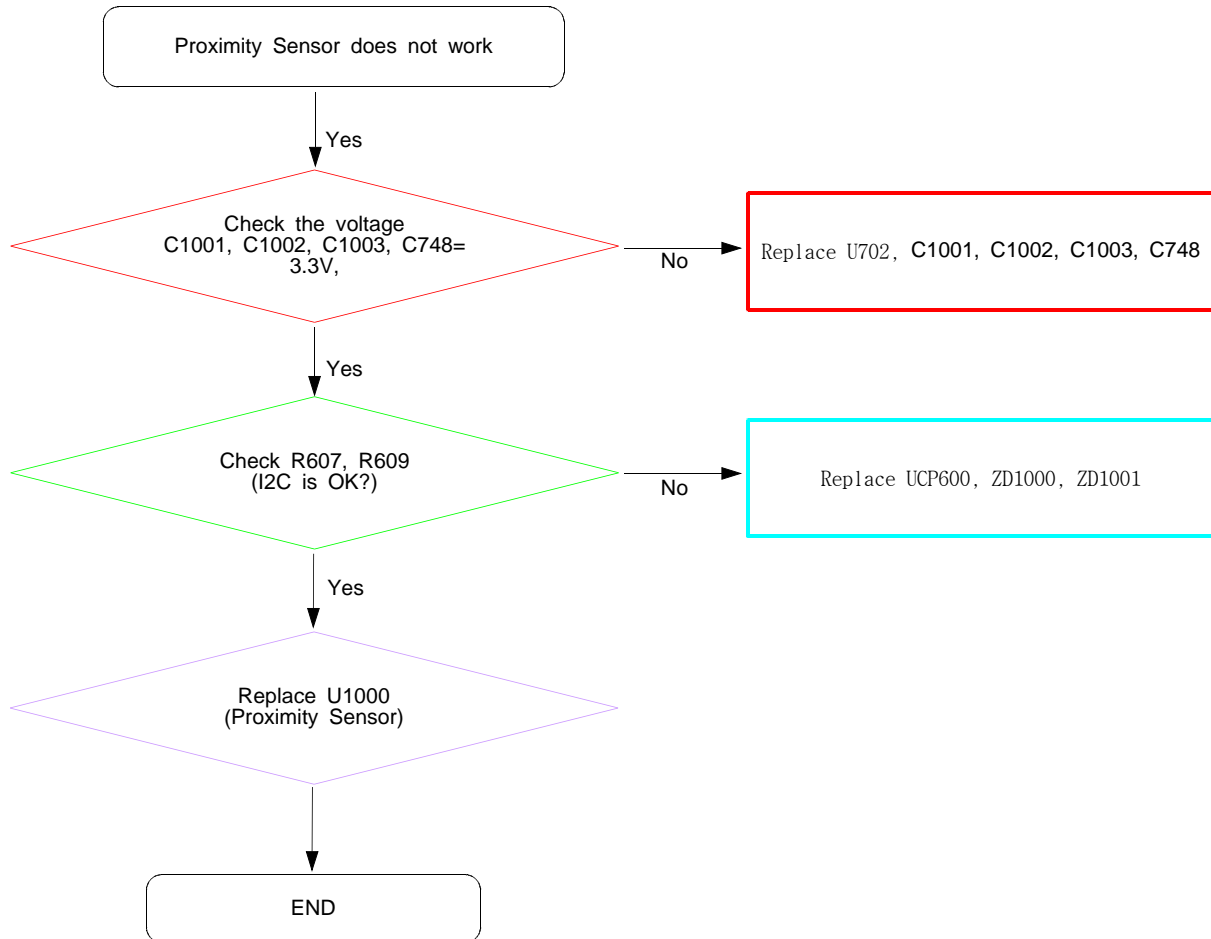 Proximity Sensor does not work
Yes
Check the voltage
C1001, C1002, C1003, C748=
3.3V,
No
Replace U702, C1001, C1002, C1003, C748
Yes
Check R607, R609
(I2C is OK?)
No
Replace UCP600, ZD1000, ZD1001
Yes
Replace U1000
(Proximity Sensor)
END